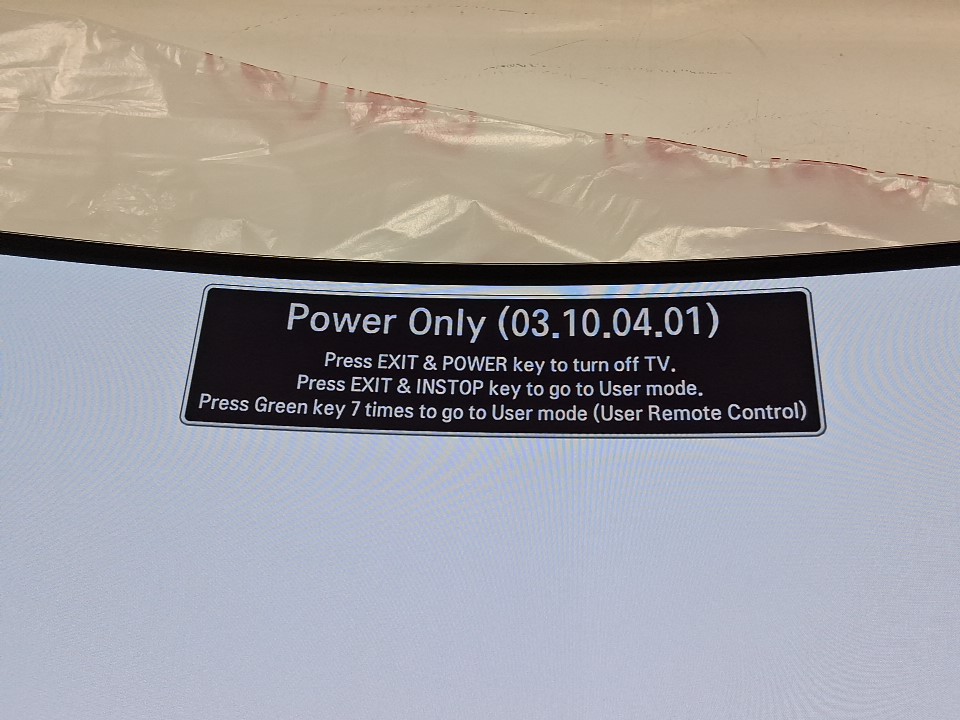 Power Only (03.10.04.01)
Press EXIT & POWER key to turn off TV.
Press EXIT & INSTOP key to go to User mode.
Press Green key 7 times to go to User mode (User Remote Control)